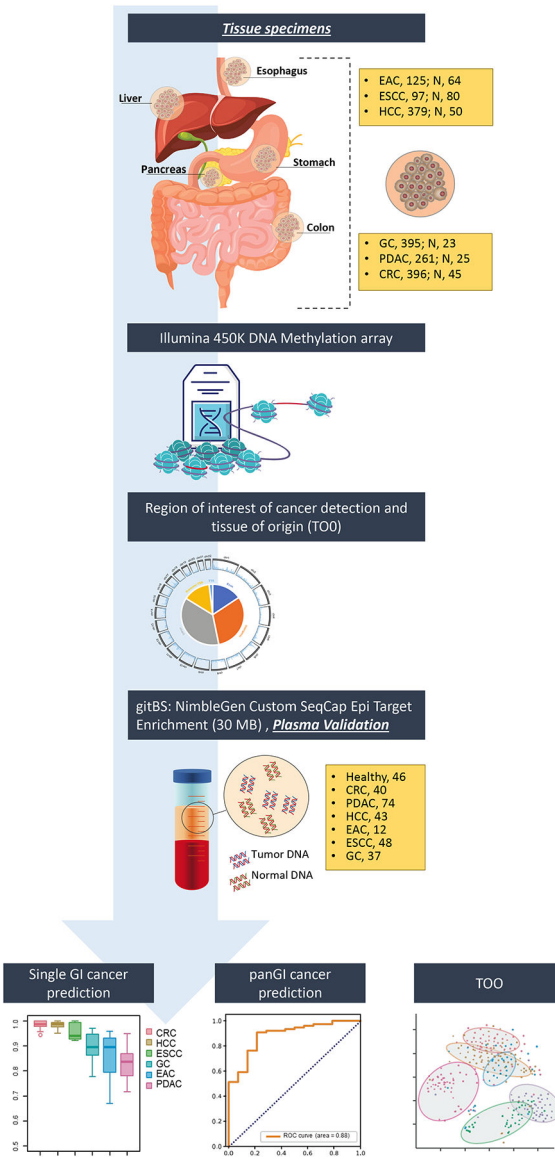 Tissue specimens
Esophagus
Liver
Pancreas
Stomach
Colon
• EAC, 125; N, 64
• ESCC, 97; N, 80
• HCC, 379; N, 50
• GC, 395; N, 23
• PDAC, 261; N, 25
• CRC, 396; N, 45
Illumina 450K DNA Methylation array
Region of interest of cancer detection and
tissue of origin (TO0)
gitBS: NimbleGen Custom SeqCap Epi Target
Enrichment (30 MB) , Plasma Validation
Tumor DNA
Normal DNA
• Healthy, 46
• CRC, 40
• PDAC, 74
• HCC, 43
• EAC, 12
• ESCC, 48
• GC, 37
Single GI cancer
prediction
1.0
0.9
0.8
0.7
0.6
0.5
CRC
HCC
ESCC
GC
EAC
PDAC
panGI cancer
prediction
1.0
0.8
0.6
0.4
0.2
0.0
ROC curve (area = 0.88)
0.0 0.2 0.4 0.6 0.8 1.0
TOO